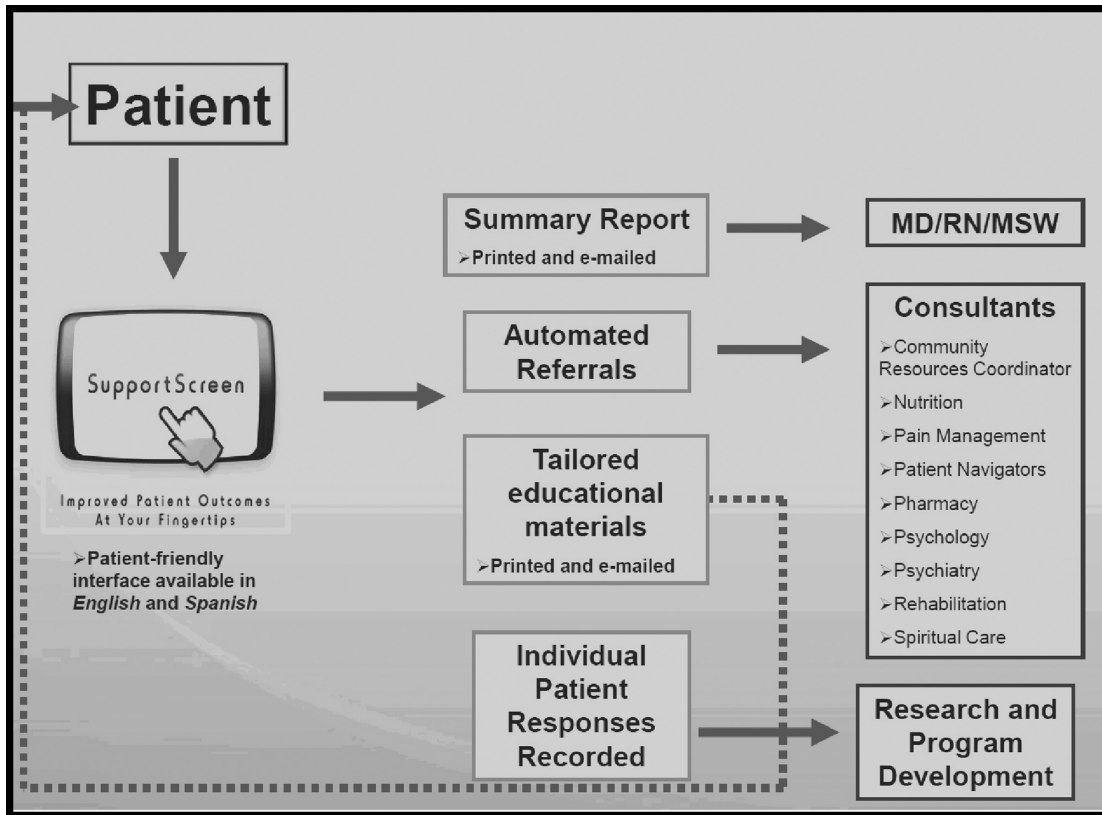 Patient
SupportScreen
Improved Patient Outcomes
At Your Fingertips
➢Patient-friendly
interface available in
English and Spanish
Summary Report
➢Printed and e-mailed
Automated
Referrals
Tailored
educational
materials
➢Printed and e-mailed
Individual
Patient
Responses
Recorded
MD/RN/MSW
Consultants
➢Community
Resources Coordinator
➢Nutrition
➢Pain Management
➢Patient Navigators
➢Pharmacy
➢Psychology
➢Psychiatry
➢Rehabilitation
➢Spiritual Care
Research and
Program
Development